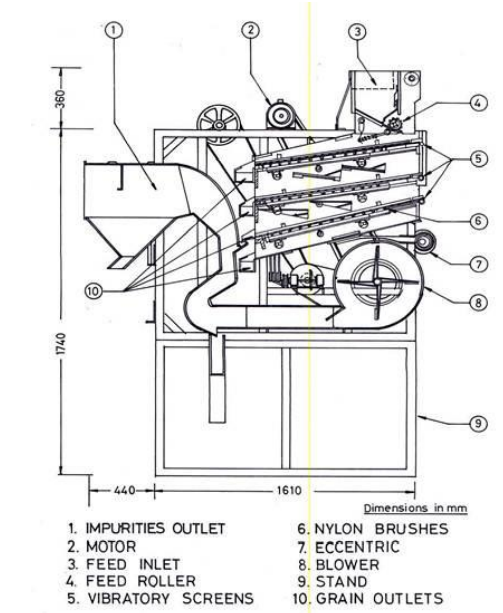 1
2
3
360
4
5
6
7
10
8
1740
9
440
1610
Dimensions in mm
1. IMPURITIES OUTLET
2. MOTOR
3. FEED INLET
4. FEED ROLLER
5. VIBRATORY SCREENS
6. NYLON BRUSHES
7. ECCENTRIC
8. BLOWER
9. STAND
10. GRAIN OUTLETS